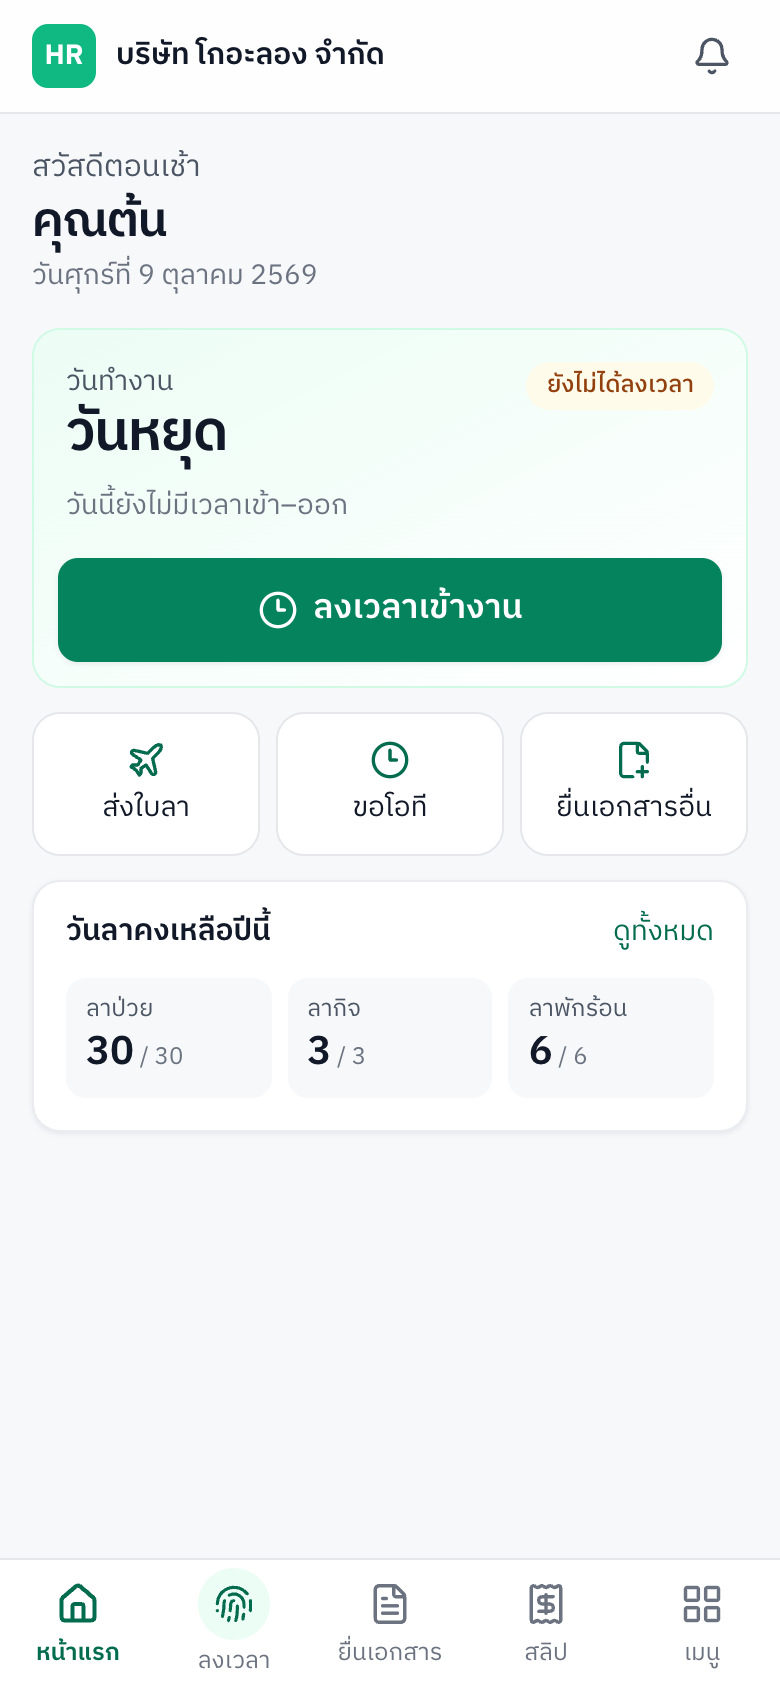 HR บริษัท โกอะลอง จำกัด
สวัสดีตอนเช้า
คุณต้น
วันศุกร์ที่ 9 ตุลาคม 2569
วันทำงาน
ยังไม่ได้ลงเวลา
วันหยุด
วันนี้ยังไม่มีเวลาเข้า–ออก
ลงเวลาเข้างาน
ส่งใบลา
ขอโอที
ยื่นเอกสารอื่น
วันลาคงเหลือปีนี้
ดูทั้งหมด
ลาป่วย
30 / 30
ลากิจ
3 / 3
ลาพักร้อน
6 / 6
หน้าแรก
ลงเวลา
ยื่นเอกสาร
สลิป
เมนู